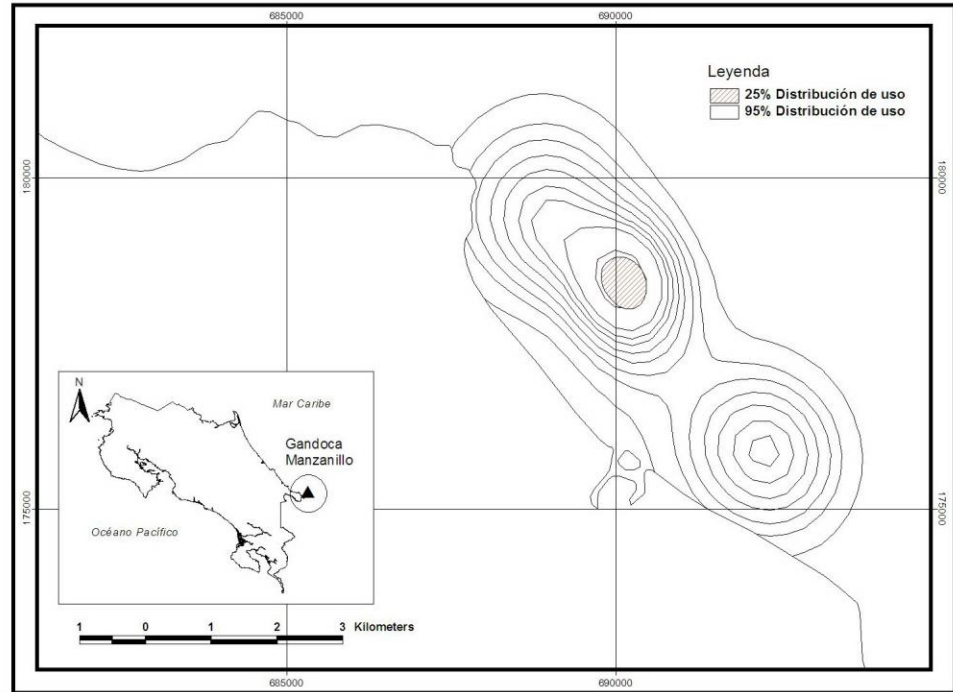 685000
690000
Leyenda
25% Distribución de uso
95% Distribución de uso
180000
180000
N
Mar Caribe
Gandoca
Manzanillo
Océano Pacífico
175000
175000
1 0 1 2 3 Kilometers
685000
690000